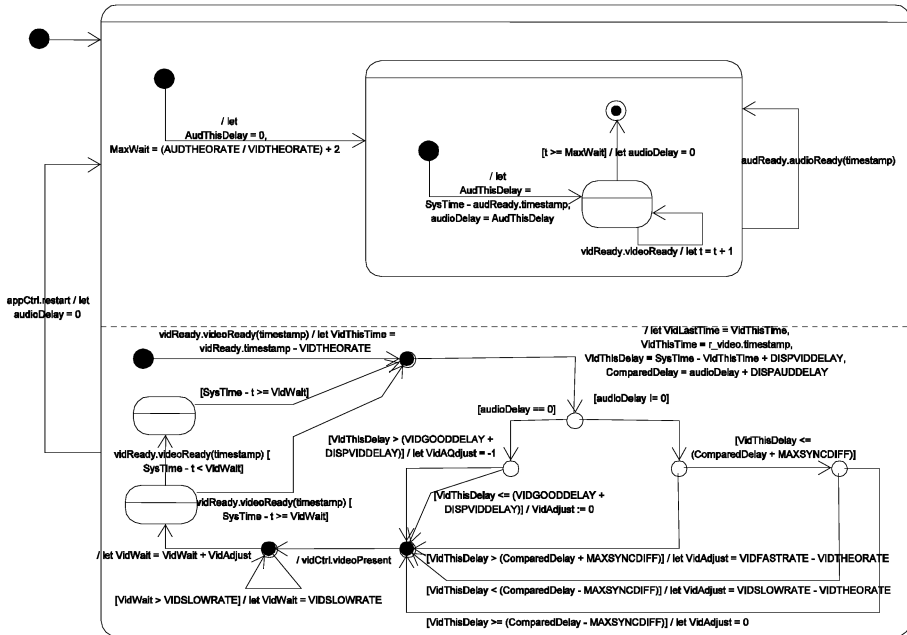 / let
AudThisDelay = 0,
MaxWait = (AUDTHEORATE / VIDTHEORATE) + 2
[t >= MaxWait] / let audioDelay = 0
audReady.audioReady(timestamp)
/ let
AudThisDelay =
SysTime - audReady.timestamp,
audioDelay = AudThisDelay
vidReady.videoReady / let t = t + 1
appCtrl.restart / let
audioDelay = 0
vidReady.videoReady(timestamp) / let VidThisTime =
vidReady.timestamp - VIDTHEORATE
/ let VidLastTime = VidThisTime,
VidThisTime = r_video.timestamp,
VidThisDelay = SysTime - VidThisTime + DISPVIDDELAY,
ComparedDelay = audioDelay + DISPAUDDELAY
[SysTime - t >= VidWait]
[audioDelay == 0]
[audioDelay != 0]
[VidThisDelay > (VIDGOODDELAY +
DISPVIDDELAY)] / let VidAQdjust = -1
[VidThisDelay <=
(ComparedDelay + MAXSYNCDIFF)]
vidReady.videoReady(timestamp) [
SysTime - t < VidWait]
vidReady.videoReady(timestamp) [
SysTime - t >= VidWait]
[VidThisDelay <= (VIDGOODDELAY +
DISPVIDDELAY)] / VidAdjust := 0
/ let VidWait = VidWait + VidAdjust
/ vidCtrl.videoPresent
[VidThisDelay > (ComparedDelay + MAXSYNCDIFF)] / let VidAdjust = VIDFASTRATE - VIDTHEORATE
[VidThisDelay < (ComparedDelay - MAXSYNCDIFF)] / let VidAdjust = VIDSLOWRATE - VIDTHEORATE
[VidWait > VIDSLOWRATE] / let VidWait = VIDSLOWRATE
[VidThisDelay >= (ComparedDelay - MAXSYNCDIFF)] / let VidAdjust = 0